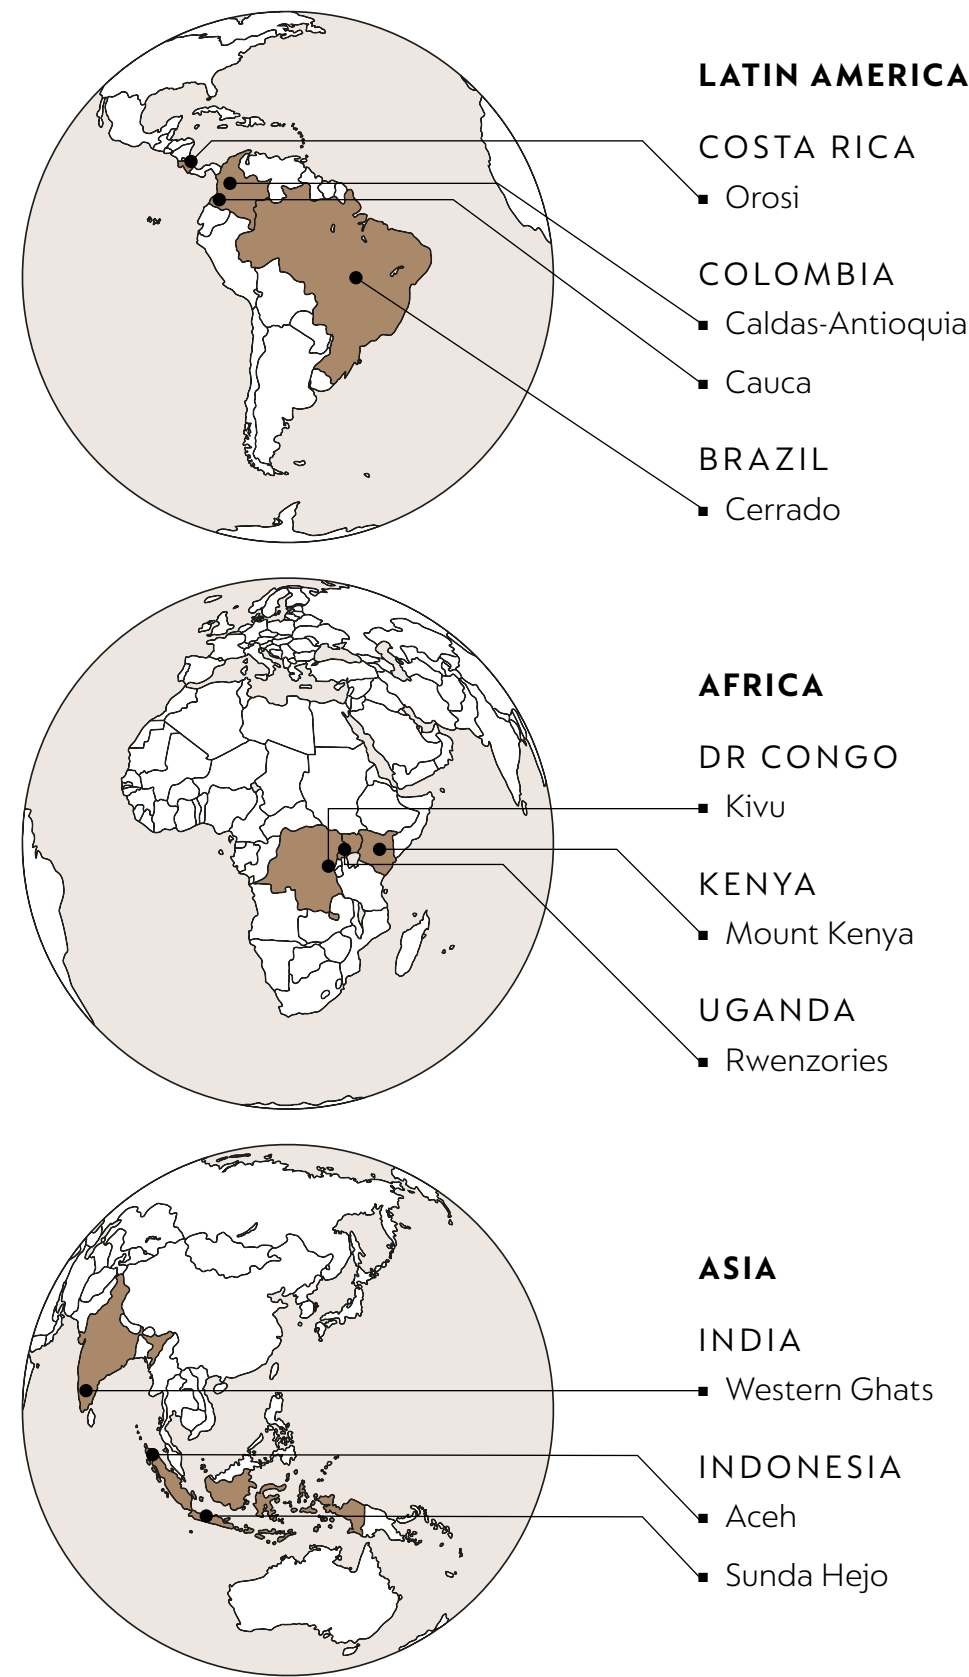 LATIN AMERICA
COSTA RICA
Orosi
COLOMBIA
Caldas-Antioquia
Cauca
BRAZIL
Cerrado
AFRICA
DR CONGO
Kivu
KENYA
Mount Kenya
UGANDA
Rwenzories
ASIA
INDIA
Western Ghats
INDONESIA
Aceh
Sunda Hejo